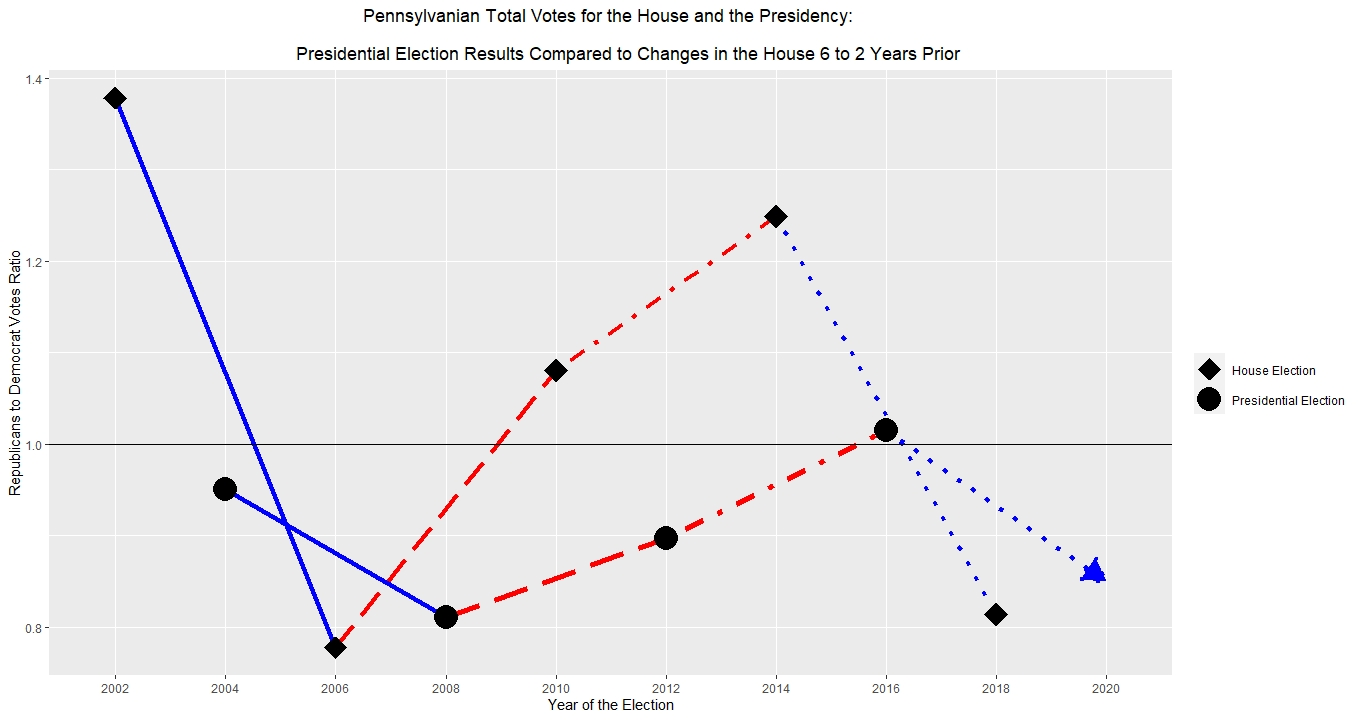 Pennsylvanian Total Votes for the House and the Presidency:
Presidential Election Results Compared to Changes in the House 6 to 2 Years Prior
Republicans to Democrat Votes Ratio
1.4
1.2
1.0
0.8
2002 2004 2006 2008 2010 2012 2014 2016 2018 2020
Year of the Election
House Election
Presidential Election